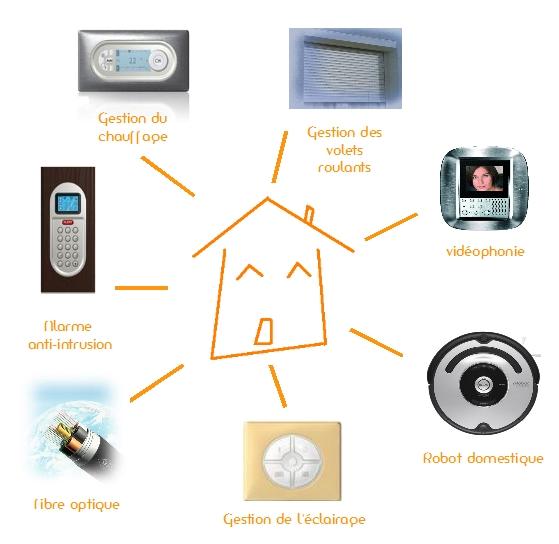 Gestion du
chauffage
Gestion des
volets
roulants
vidéophonie
Alarme
anti-intrusion
Robot domestique
Fibre optique
Gestion de l'éclairage